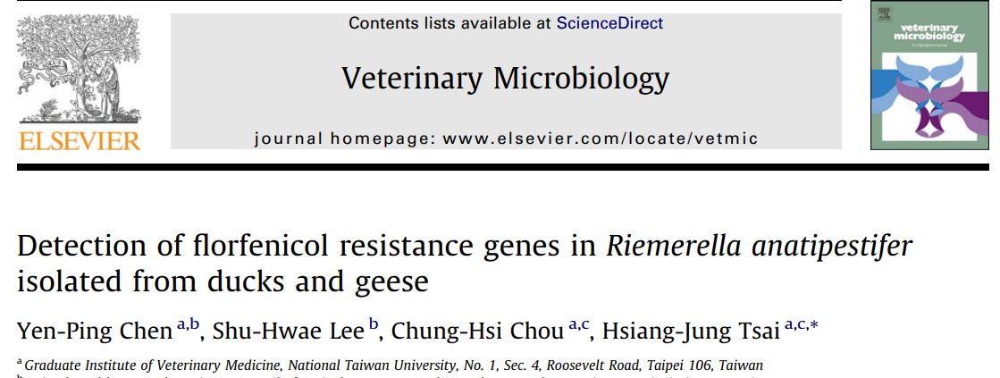 Contents lists available at ScienceDirect
Veterinary Microbiology
journal homepage: www.elsevier.com/locate/vetmic
ELSEVIER
veterinary
microbiology
Detection of florfenicol resistance genes in Riemerella anatipestifer
isolated from ducks and geese
Yen-Ping Chen a,b, Shu-Hwae Lee b, Chung-Hsi Chou a,c, Hsiang-Jung Tsai a,c,*
a Graduate Institute of Veterinary Medicine, National Taiwan University, No. 1, Sec. 4, Roosevelt Road, Taipei 106, Taiwan